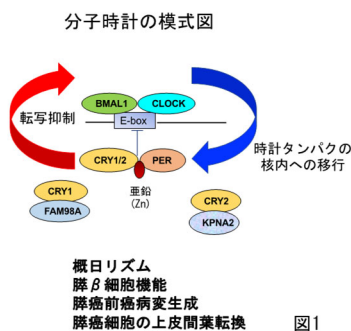 分子時計の模式図
BMAL1
CLOCK
E-box
転写抑制
時計タンパクの
核内への移行
CRY1/2
PER
亜鉛
(Zn)
CRY1
FAM98A
CRY2
KPNA2
概日リズム
膵β細胞機能
膵癌前癌病変生成
膵癌細胞の上皮間葉転換
図1